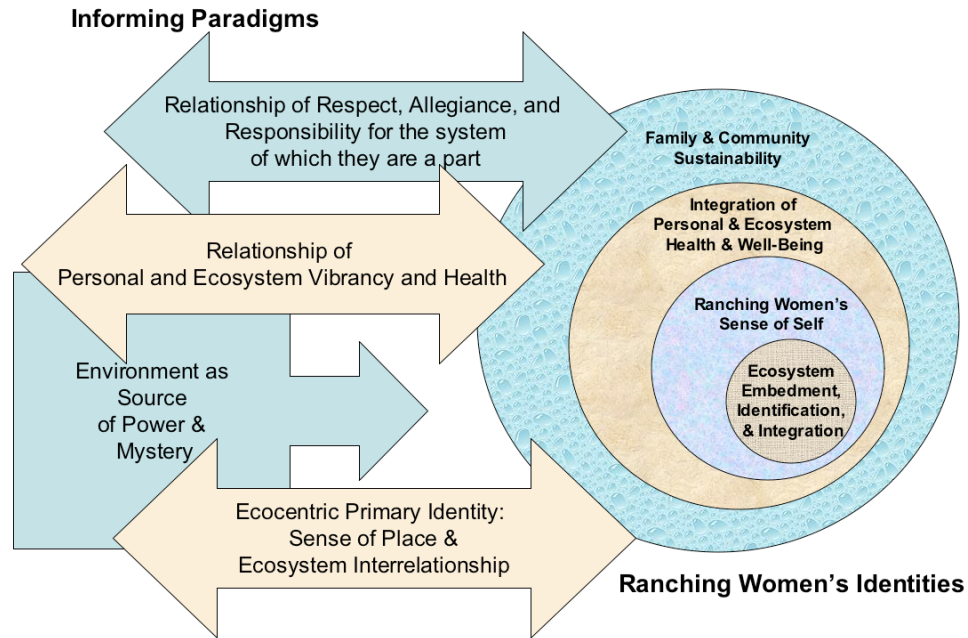 Informing Paradigms
Relationship of Respect, Allegiance, and
Responsibility for the system
of which they are a part
Relationship of
Personal and Ecosystem Vibrancy and Health
Environment as
Source
of Power &
Mystery
Ecocentric Primary Identity:
Sense of Place &
Ecosystem Interrelationship
Family & Community
Sustainability
Integration of
Personal & Ecosystem
Health & Well-Being
Ranching Women's
Sense of Self
Ecosystem
Embedment,
Identification,
& Integration
Ranching Women's Identities